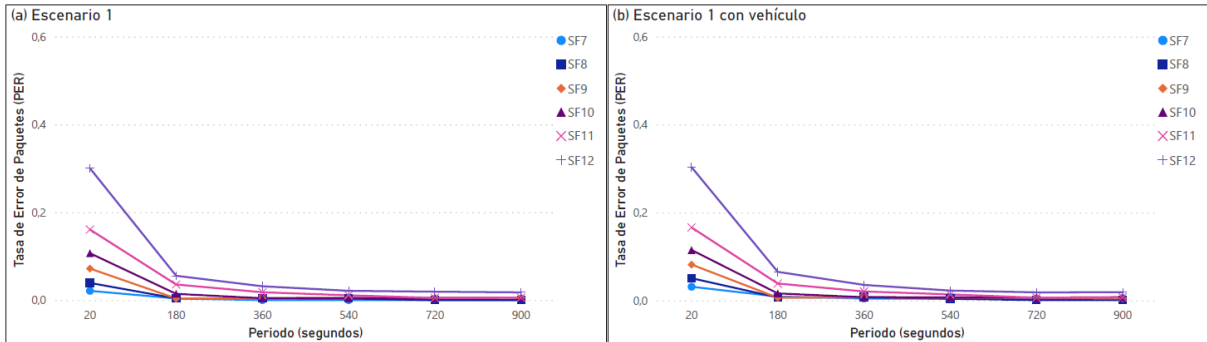 (a) Escenario 1
Tasa de Error de Paquetes (PER)
0,6
0,4
0,2
0,0
20 180 360 540 720 900
Periodo (segundos)
SF7
SF8
SF9
SF10
SF11
SF12
(b) Escenario 1 con vehículo
Tasa de Error de Paquetes (PER)
0,6
0,4
0,2
0,0
20 180 360 540 720 900
Periodo (segundos)
SF7
SF8
SF9
SF10
SF11
SF12